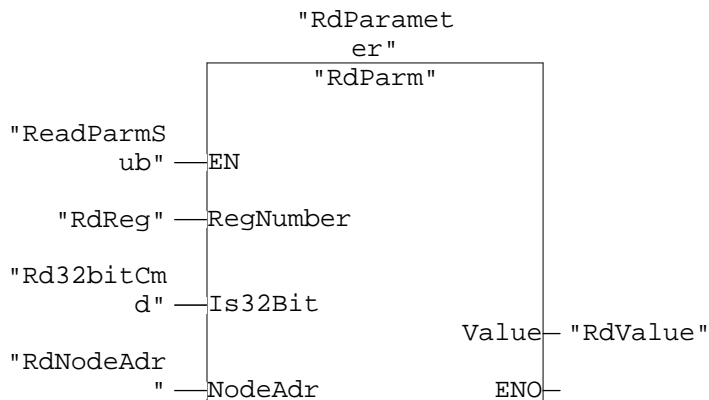 "RdParamet
er"
"RdParm"
"ReadParmS
ub"
EN
"RdReg"
RegNumber
"Rd32bitCm
d"
Is32Bit
Value
"RdValue"
"RdNodeAdr
"
NodeAdr
ENO